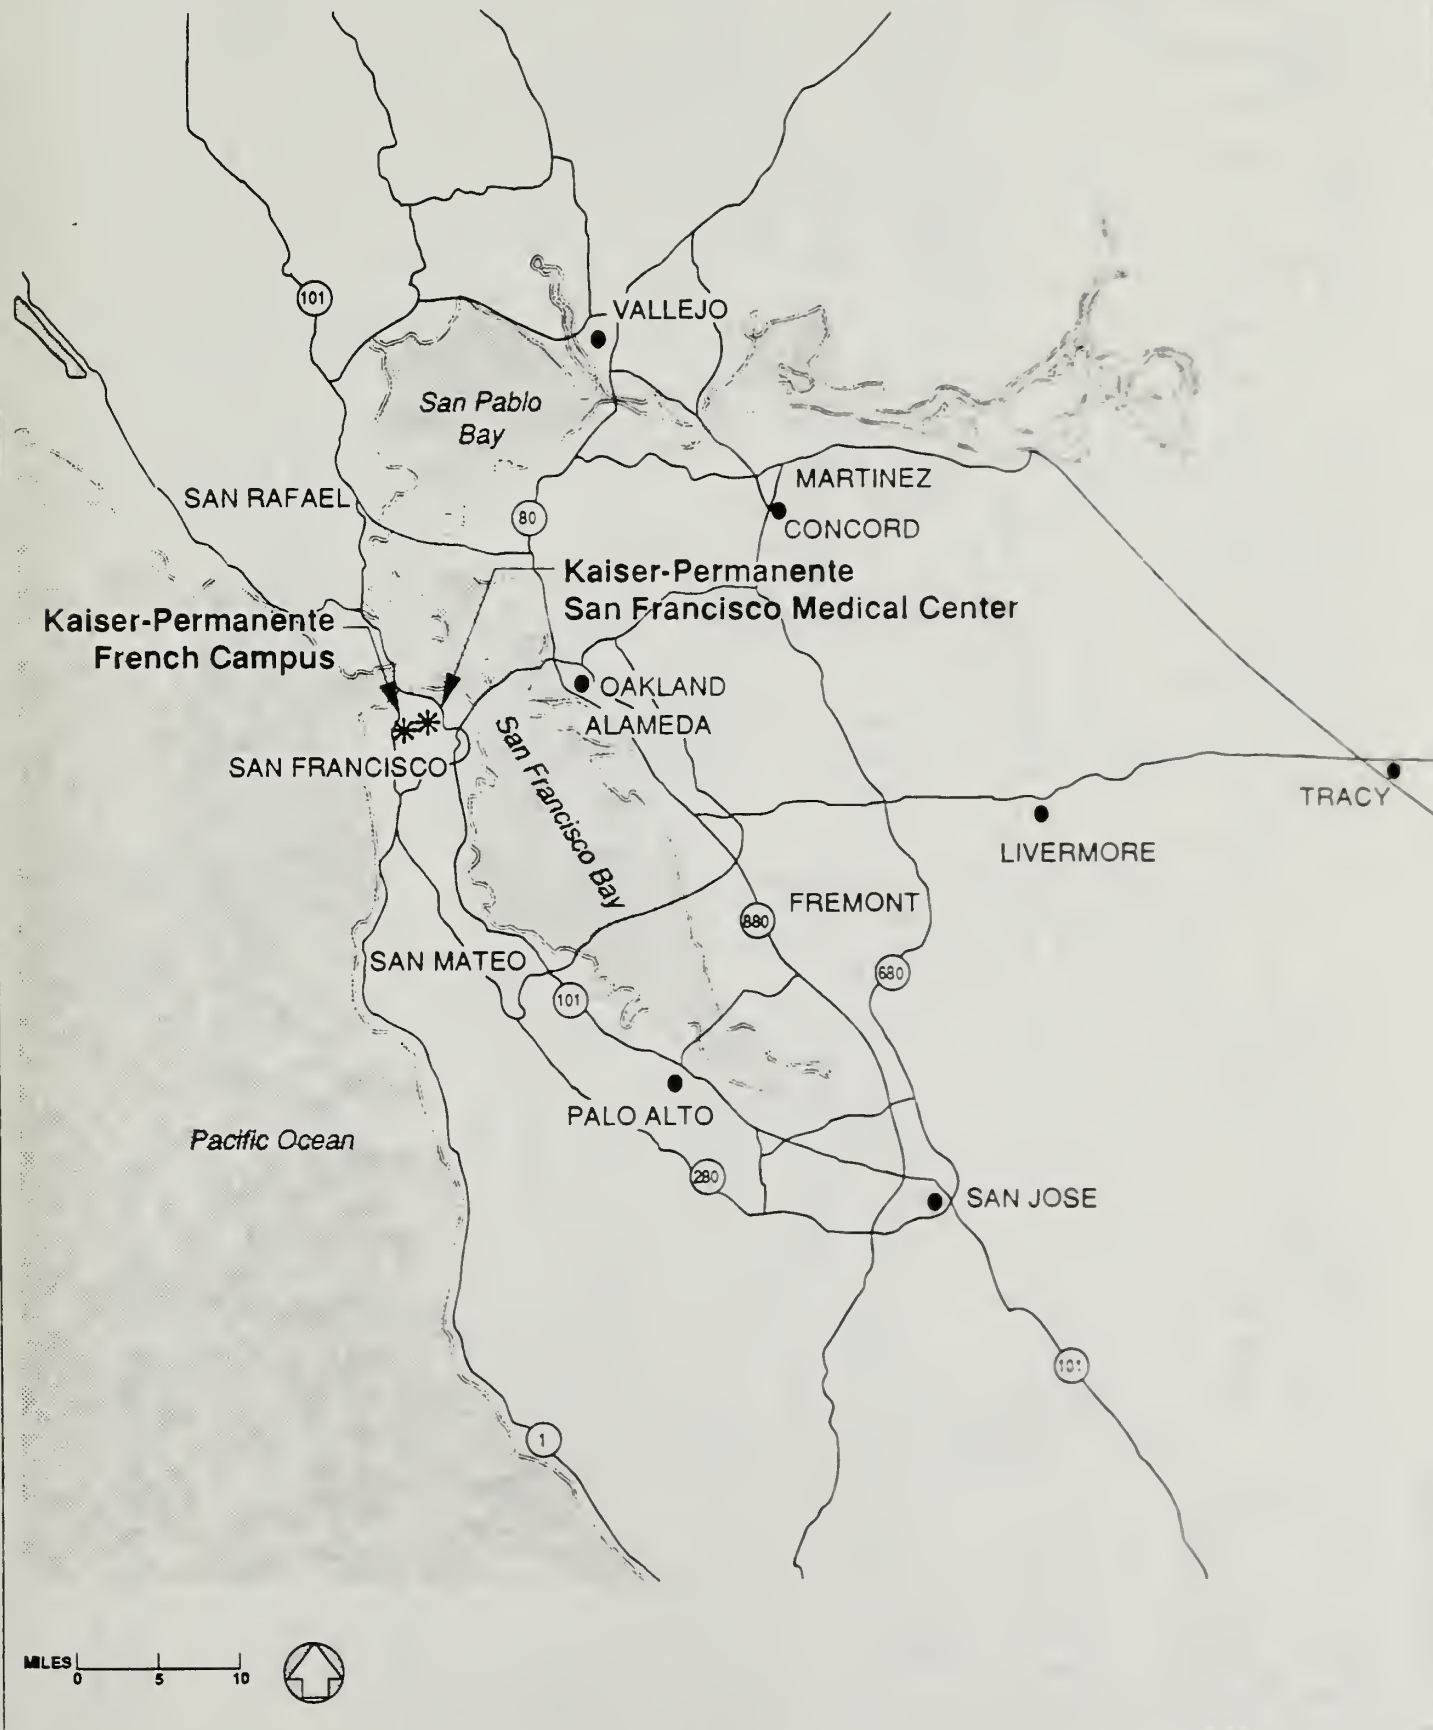 101
VALLEJO
San Pablo
Bay
MARTINEZ
SAN RAFAEL
80
CONCORD
Kaiser-Permanente
San Francisco Medical Center
Kaiser-Permanente
French Campus
OAKLAND
ALAMEDA
San Francisco Bay
SAN FRANCISCO
TRACY
LIVERMORE
FREMONT
880
SAN MATEO
680
101
PALO ALTO
Pacific Ocean
280
SAN JOSE
101
1
MILES
0 5 10